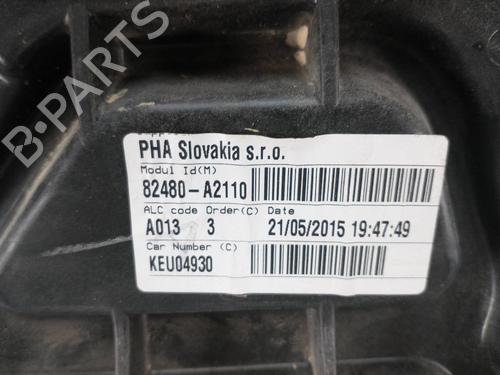 B-PARTS
Supplier
PHA Slovakia s.r.o.
Modul Id(M)
82480-A2110
ALC code Order(C) Date
A013 3 21/05/2015 19:47:49
Car Number (C)
KEU04930